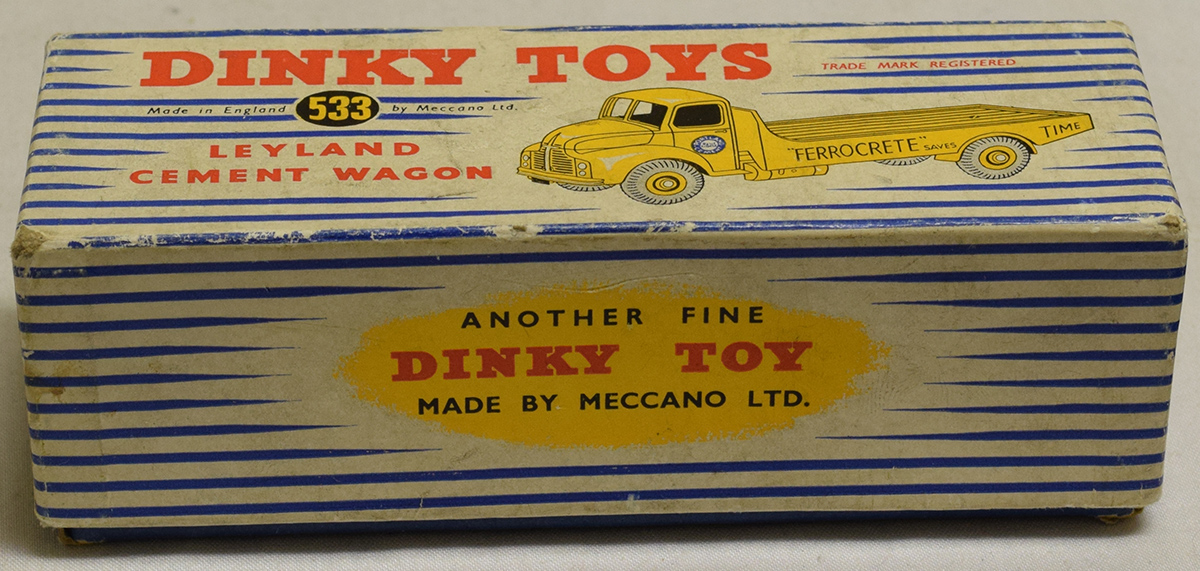 DINKY TOYS
TRADE MARK REGISTERED
Made in England 533 by Meccano Ltd.
LEYLAND
CEMENT WAGON
"FERROCRETE" SAVES TIME
ANOTHER FINE
DINKY TOY
MADE BY MECCANO LTD.